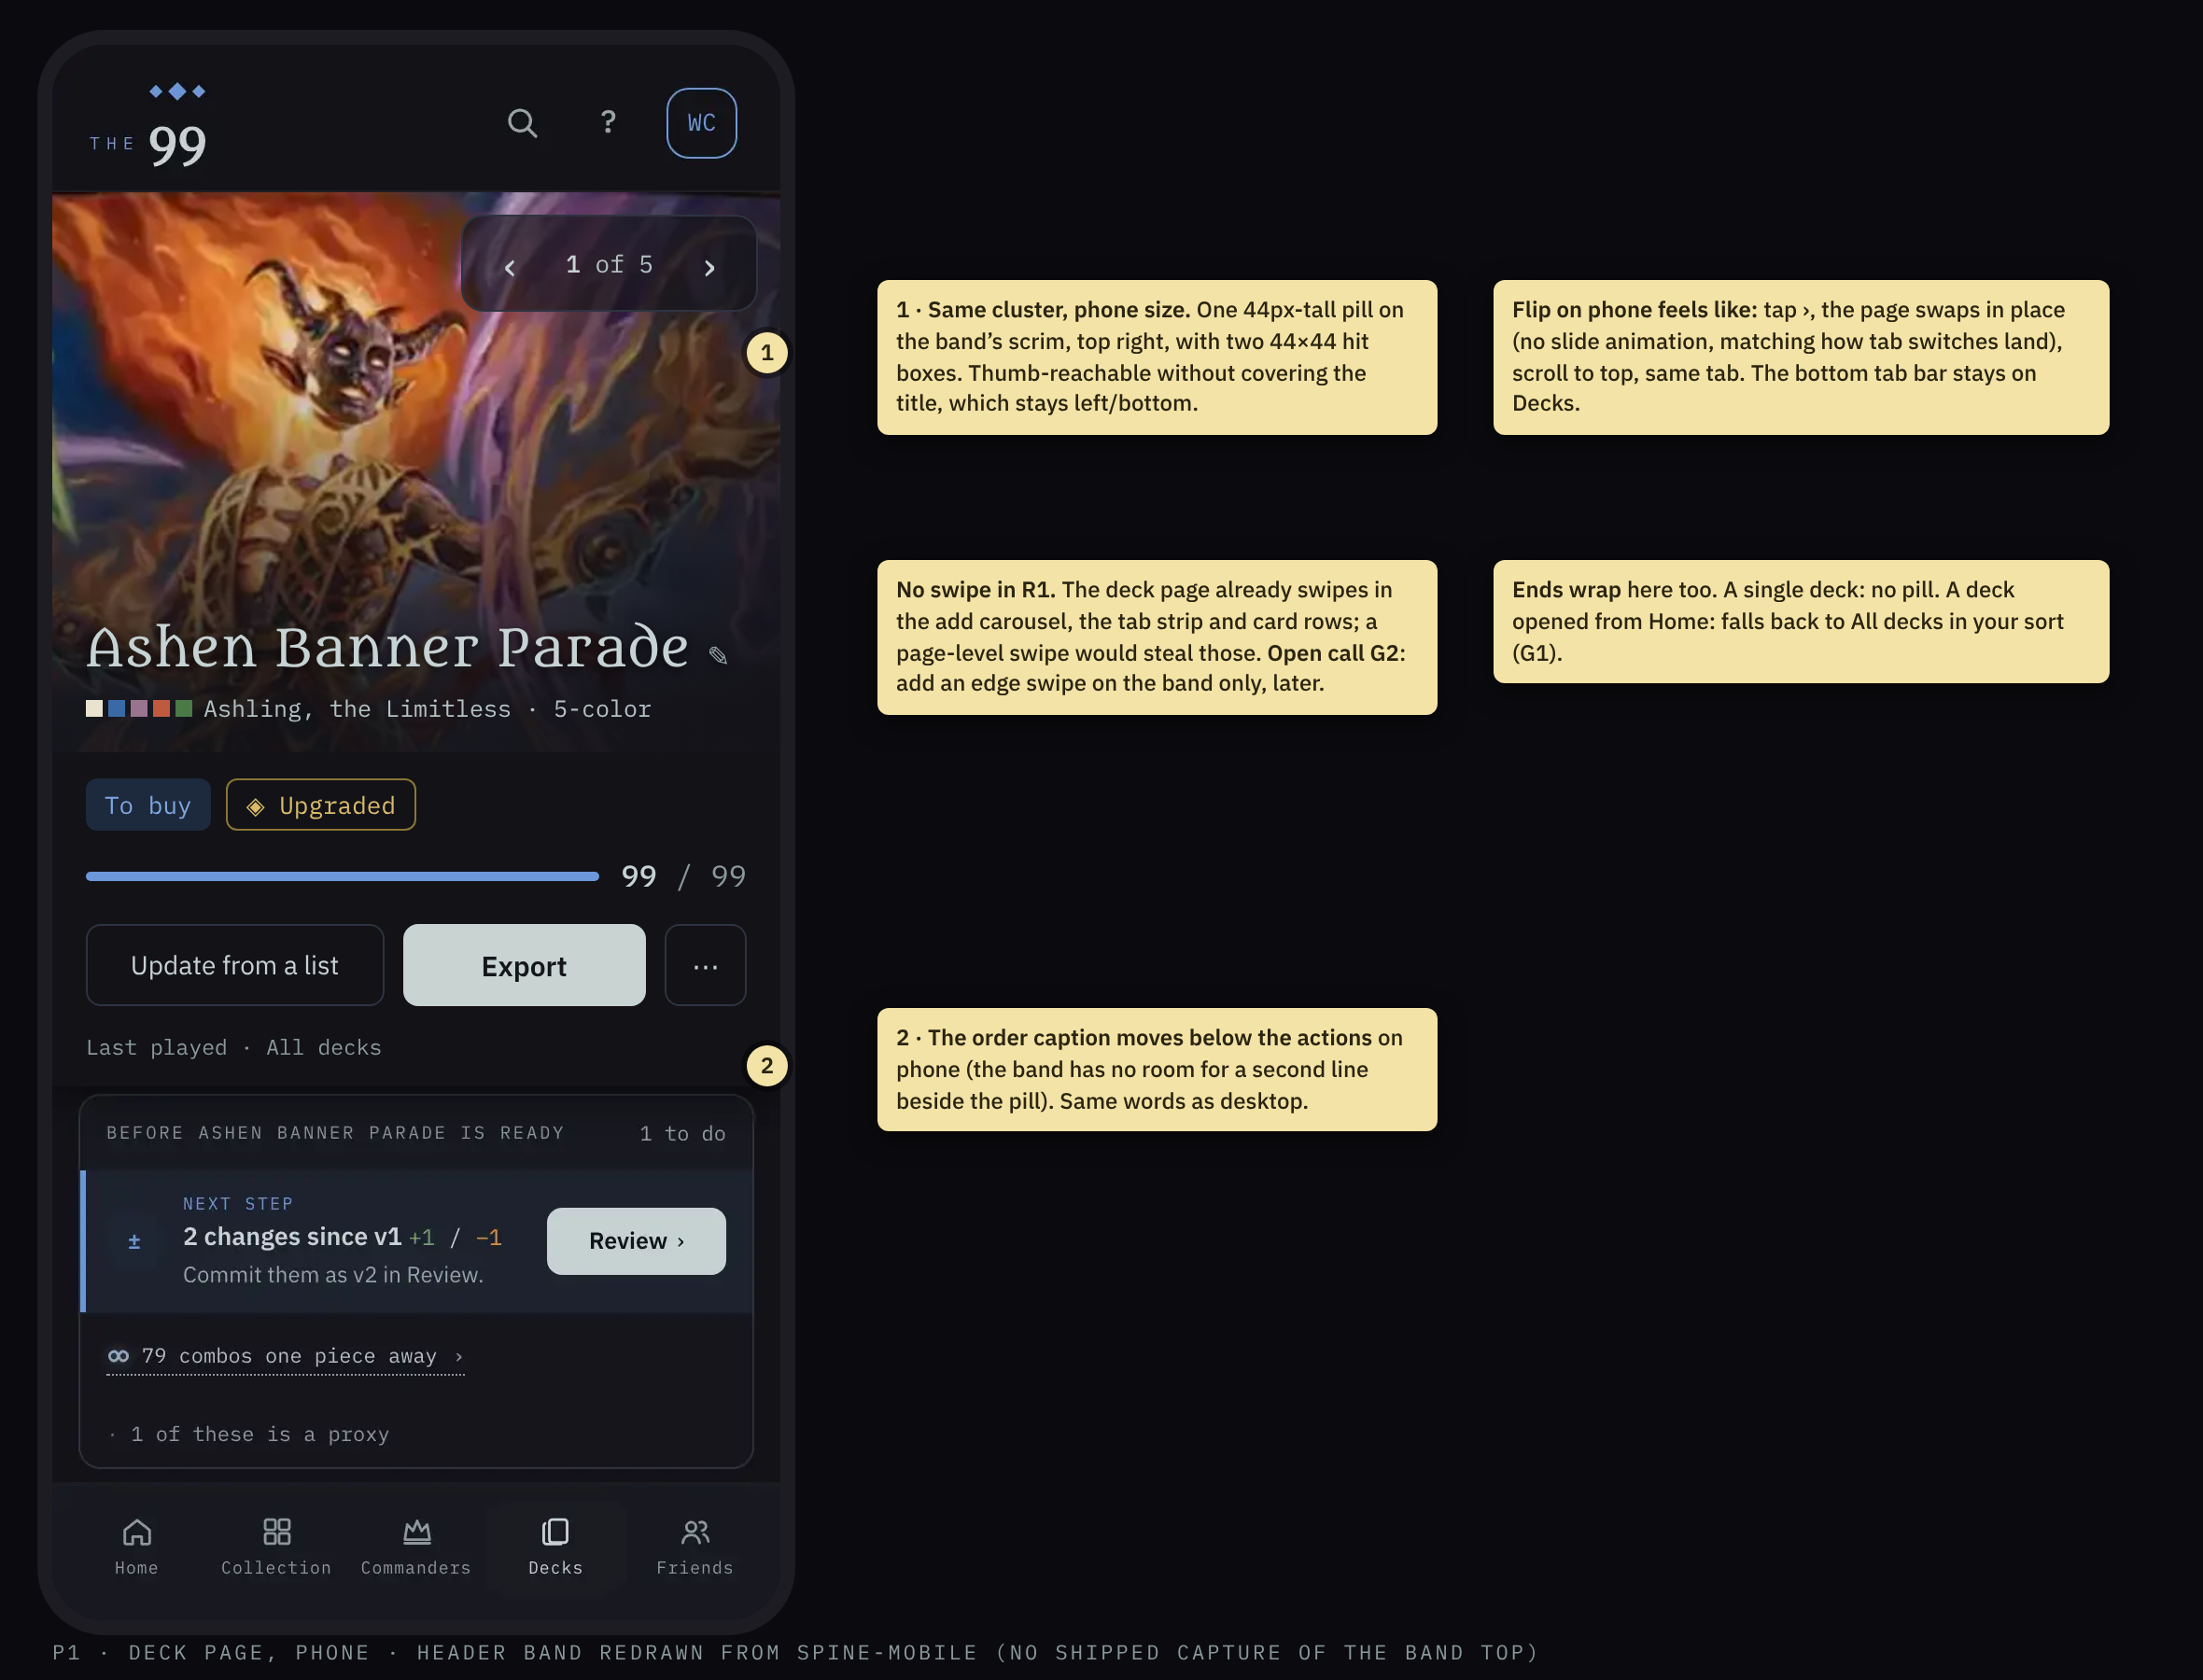 THE 99
?
WC
‹ 1 of 5 ›
1
Ashen Banner Parade ✎
Ashling, the Limitless · 5-color
To buy
◈ Upgraded
99 / 99
Update from a list
Export
⋯
Last played · All decks
2
BEFORE ASHEN BANNER PARADE IS READY
1 to do
NEXT STEP
±
2 changes since v1 +1 / −1
Commit them as v2 in Review.
Review ›
∞ 79 combos one piece away ›
· 1 of these is a proxy
Home
Collection
Commanders
Decks
Friends
1 · Same cluster, phone size. One 44px-tall pill on
the band’s scrim, top right, with two 44×44 hit
boxes. Thumb-reachable without covering the
title, which stays left/bottom.
Flip on phone feels like: tap ›, the page swaps in place
(no slide animation, matching how tab switches land),
scroll to top, same tab. The bottom tab bar stays on
Decks.
No swipe in R1. The deck page already swipes in
the add carousel, the tab strip and card rows; a
page-level swipe would steal those. Open call G2:
add an edge swipe on the band only, later.
Ends wrap here too. A single deck: no pill. A deck
opened from Home: falls back to All decks in your sort
(G1).
2 · The order caption moves below the actions on
phone (the band has no room for a second line
beside the pill). Same words as desktop.
P1 · DECK PAGE, PHONE · HEADER BAND REDRAWN FROM SPINE-MOBILE (NO SHIPPED CAPTURE OF THE BAND TOP)